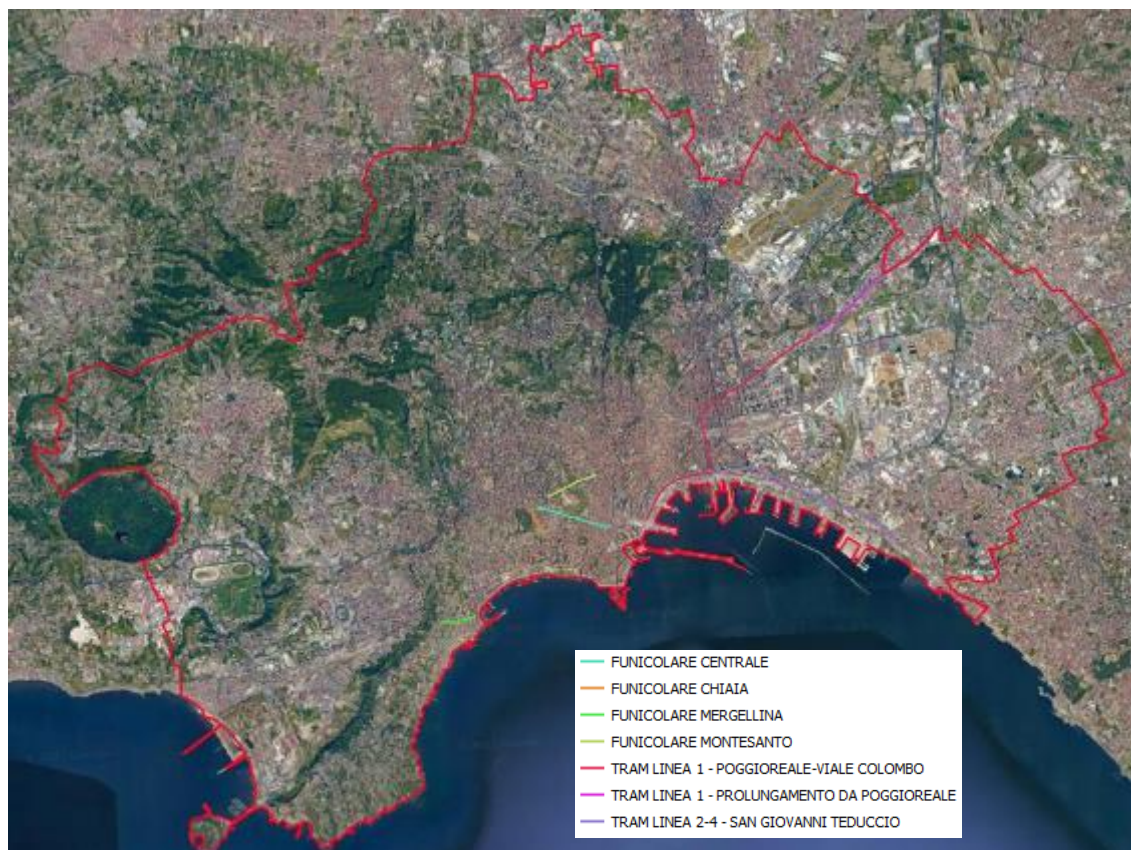 FUNICOLARE CENTRALE
FUNICOLARE CHIAIA
FUNICOLARE MERGELLINA
FUNICOLARE MONTESANTO
TRAM LINEA 1 - POGGIOREALE-VIALE COLOMBO
TRAM LINEA 1 - PROLUNGAMENTO DA POGGIOREALE
TRAM LINEA 2-4 - SAN GIOVANNI TEDUCCIO